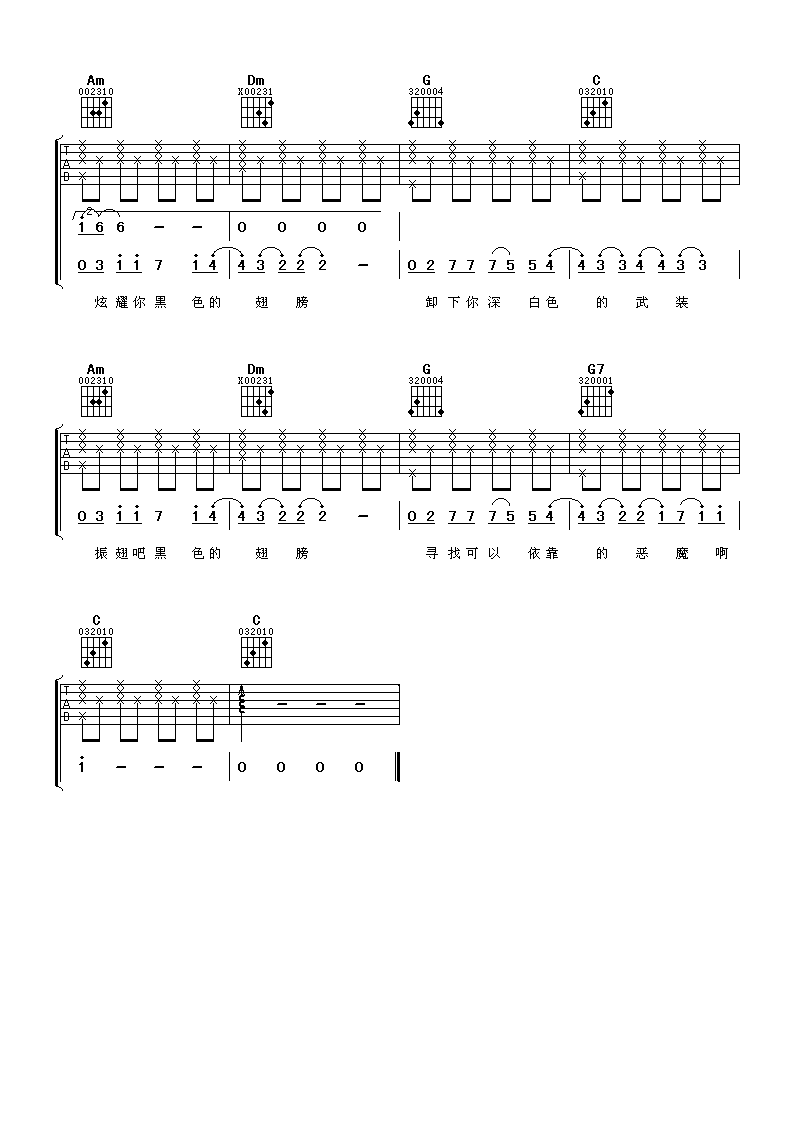 Am Dm G C
002310 X00231 320004 032010
T
A
B
2
1 6 6 - - 0 0 0 0
0 3 1 1 7 1 4 4 3 2 2 2 - 0 2 7 7 7 5 5 4 4 3 3 4 4 3 3
炫耀你黑 色的 翅 膀 卸下你深 白色 的 武 装
Am Dm G G7
002310 X00231 320004 320001
T
A
B
0 3 1 1 7 1 4 4 3 2 2 2 - 0 2 7 7 7 5 5 4 4 3 2 2 1 7 1 1
振翅吧黑 色的 翅 膀 寻找可以 依靠 的 恶 魔 啊
C C
032010 032010
T
A
B
- - -
1 - - - 0 0 0 0